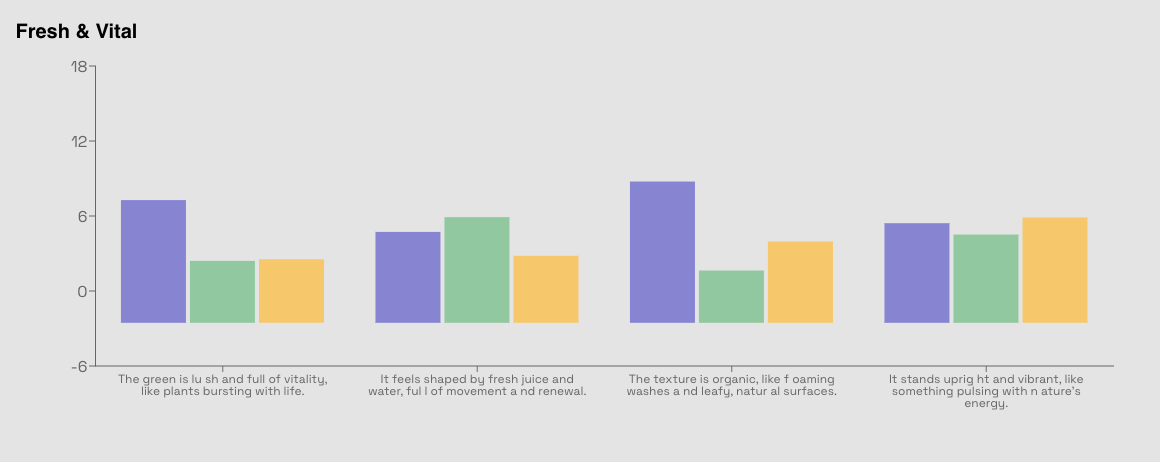 Fresh & Vital
18
12
6
0
-6
The green is lu sh and full of vitality,
like plants bursting with life.
It feels shaped by fresh juice and
water, ful l of movement a nd renewal.
The texture is organic, like f oaming
washes a nd leafy, natur al surfaces.
It stands uprig ht and vibrant, like
something pulsing with n ature's
energy.